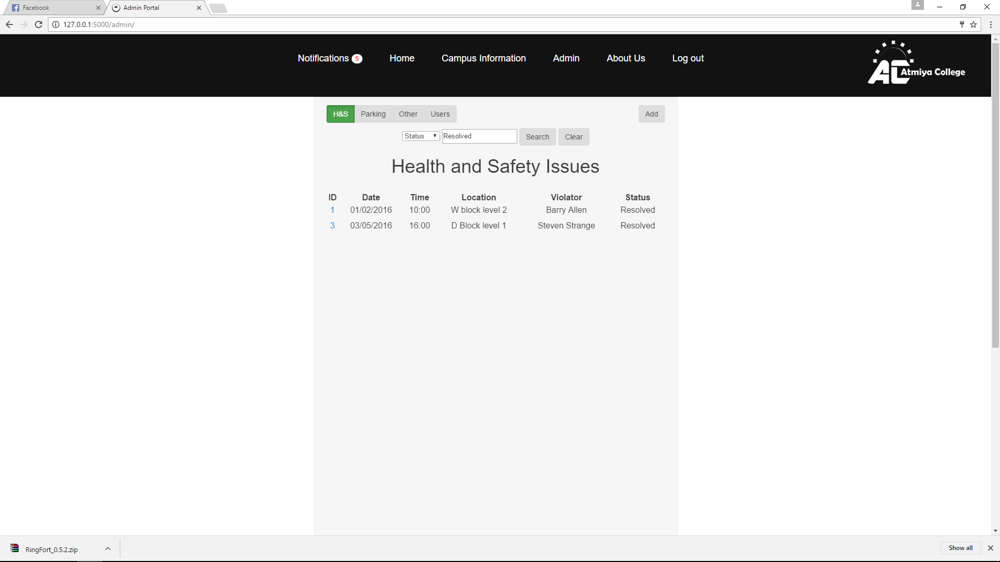 Facebook
Admin Portal
127.0.0.1:5000/admin/
Notifications 5 Home Campus Information Admin About Us Log out
AC Atmiya College
H&S Parking Other Users Add
Status Resolved Search Clear
Health and Safety Issues
ID Date Time Location Violator Status
1 01/02/2016 10:00 W block level 2 Barry Allen Resolved
3 03/05/2016 16:00 D Block level 1 Steven Strange Resolved
RingFort_0.5.2.zip Show all